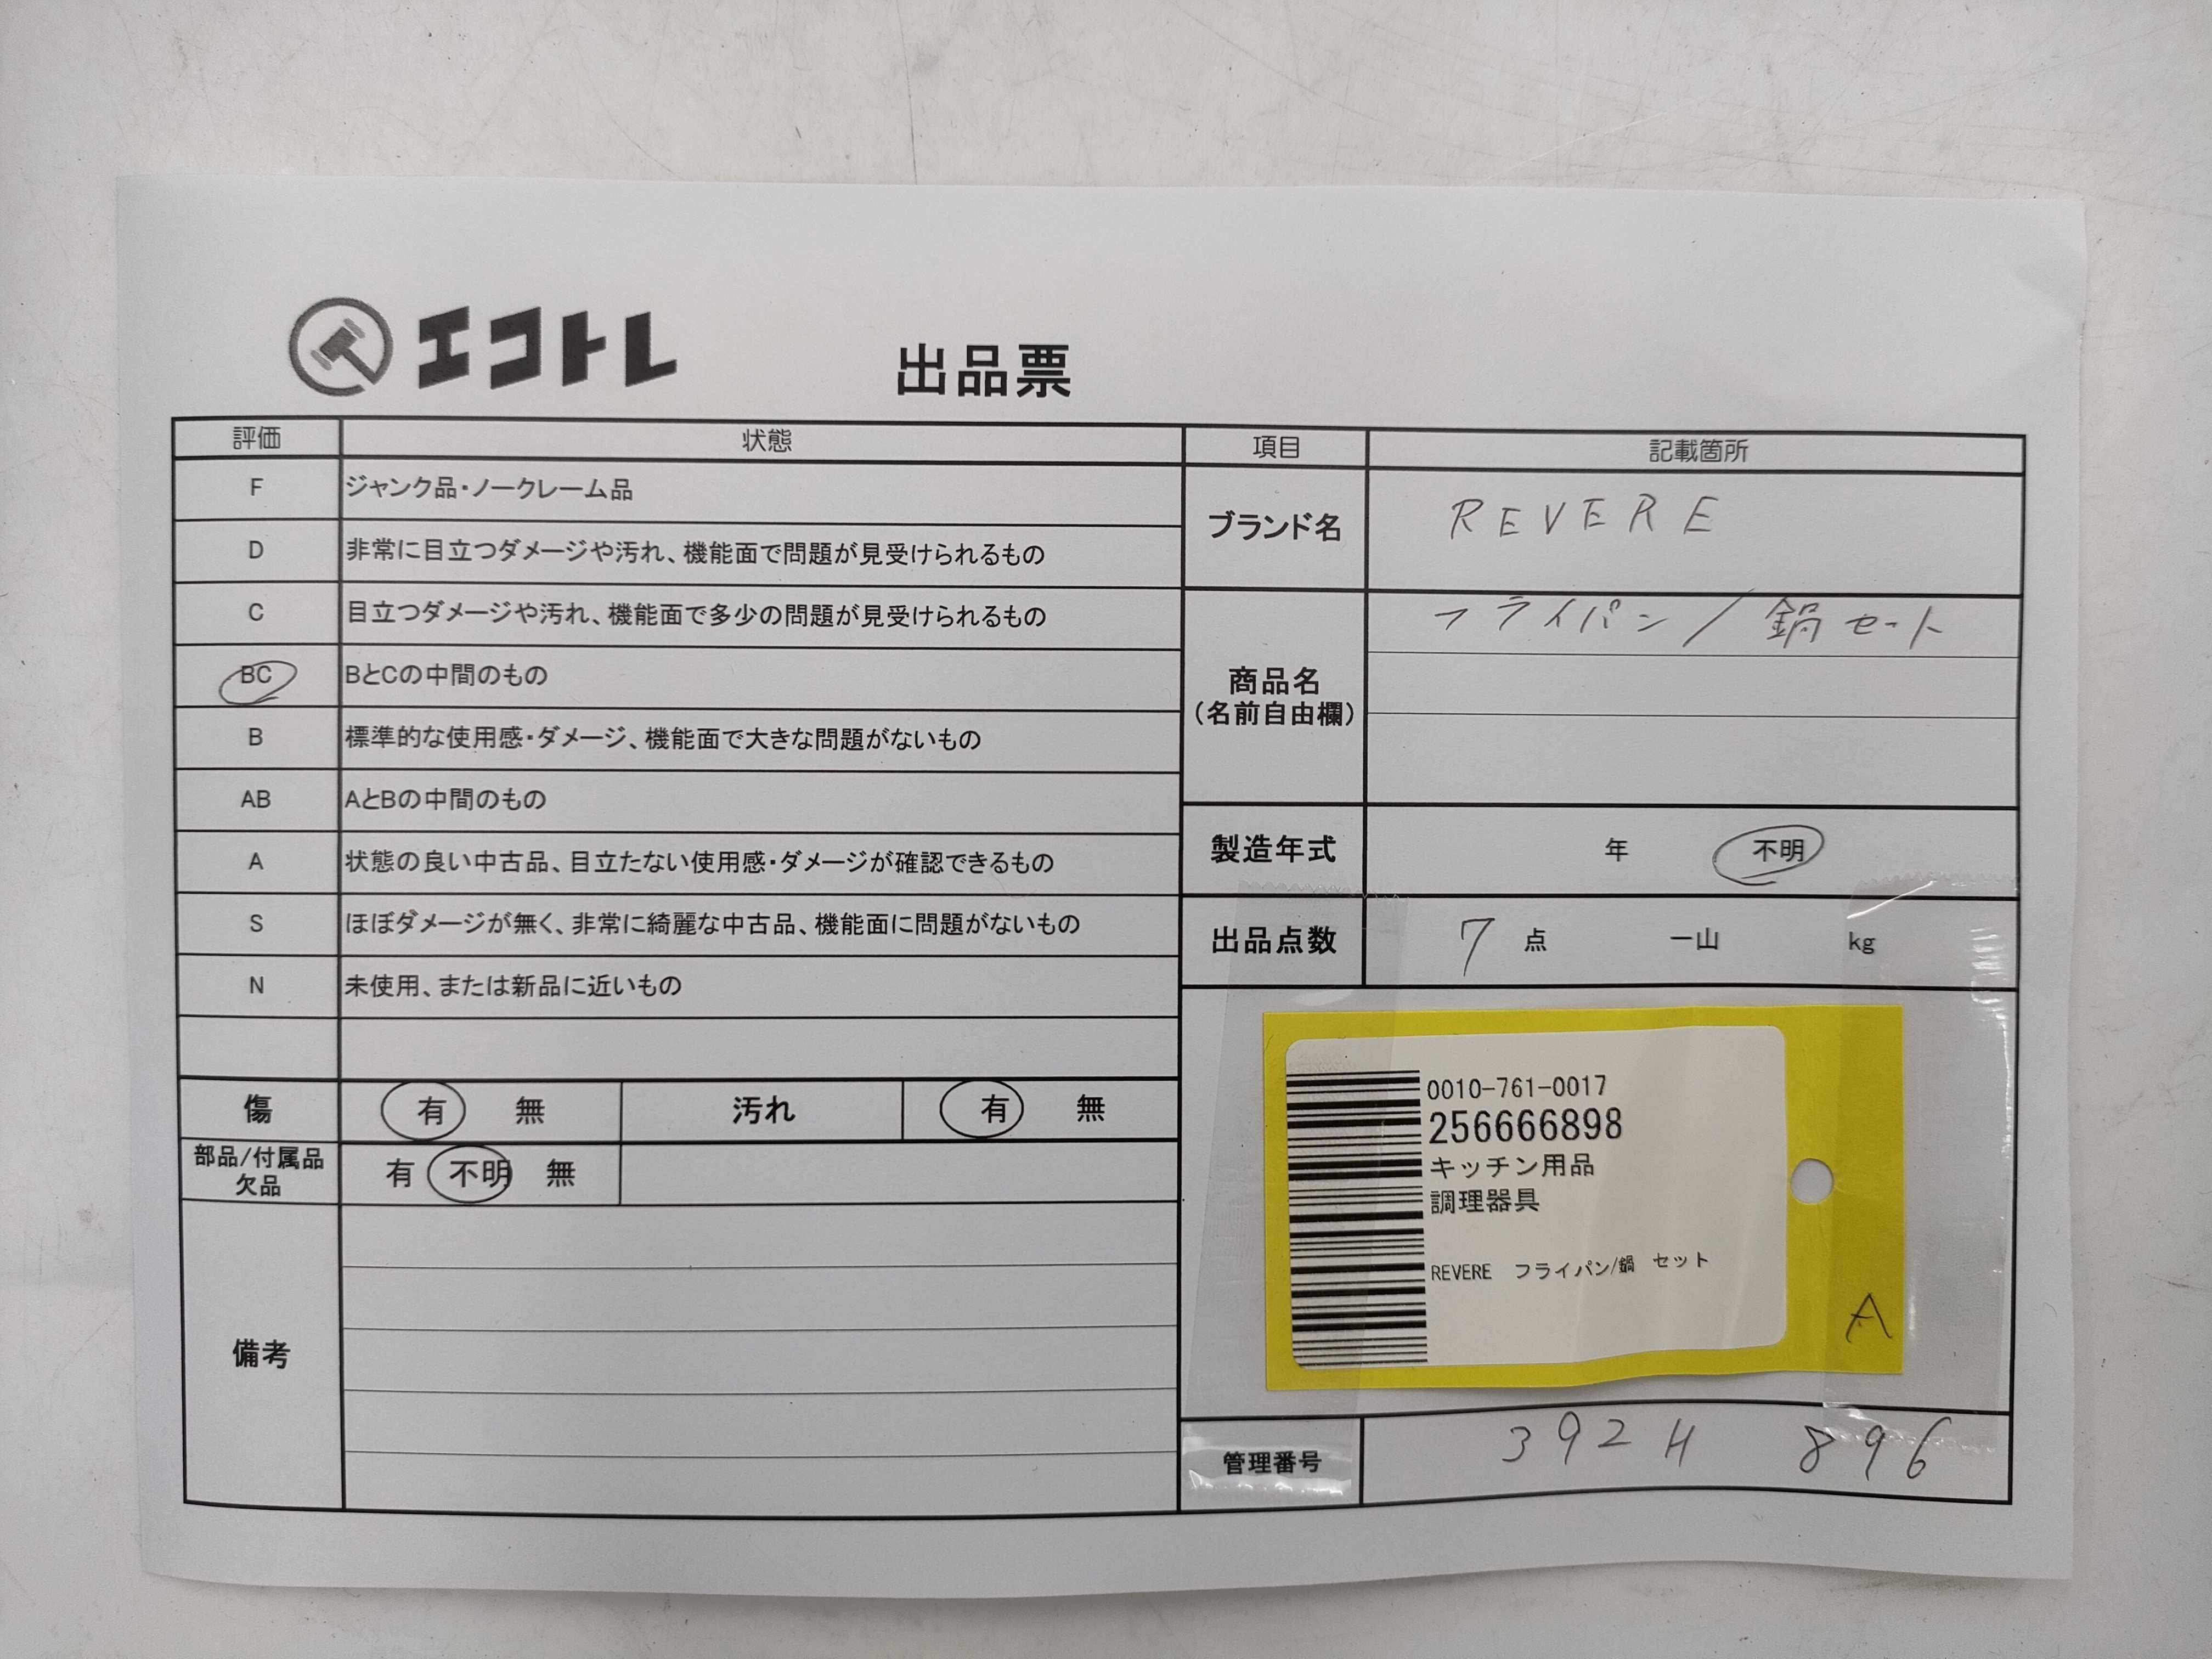 エコトレ 出品票
評価 状態
F ジャンク品・ノークレーム品
D 非常に目立つダメージや汚れ、機能面で問題が見受けられるもの
C 目立つダメージや汚れ、機能面で多少の問題が見受けられるもの
BC BとCの中間のもの
B 標準的な使用感・ダメージ、機能面で大きな問題がないもの
AB AとBの中間のもの
A 状態の良い中古品、目立たない使用感・ダメージが確認できるもの
S ほぼダメージが無く、非常に綺麗な中古品、機能面に問題がないもの
N 未使用、または新品に近いもの
傷 有 無 汚れ 有 無
部品/付属品
欠品
有 不明 無
備考
項目 記載箇所
ブランド名 REVERE
商品名
(名前自由欄)
フライパン/鍋セット
製造年式 年 不明
出品点数 7 点 一山 kg
0010-761-0017
256666898
キッチン用品
調理器具
REVERE フライパン/鍋 セット
A
管理番号 392H 896